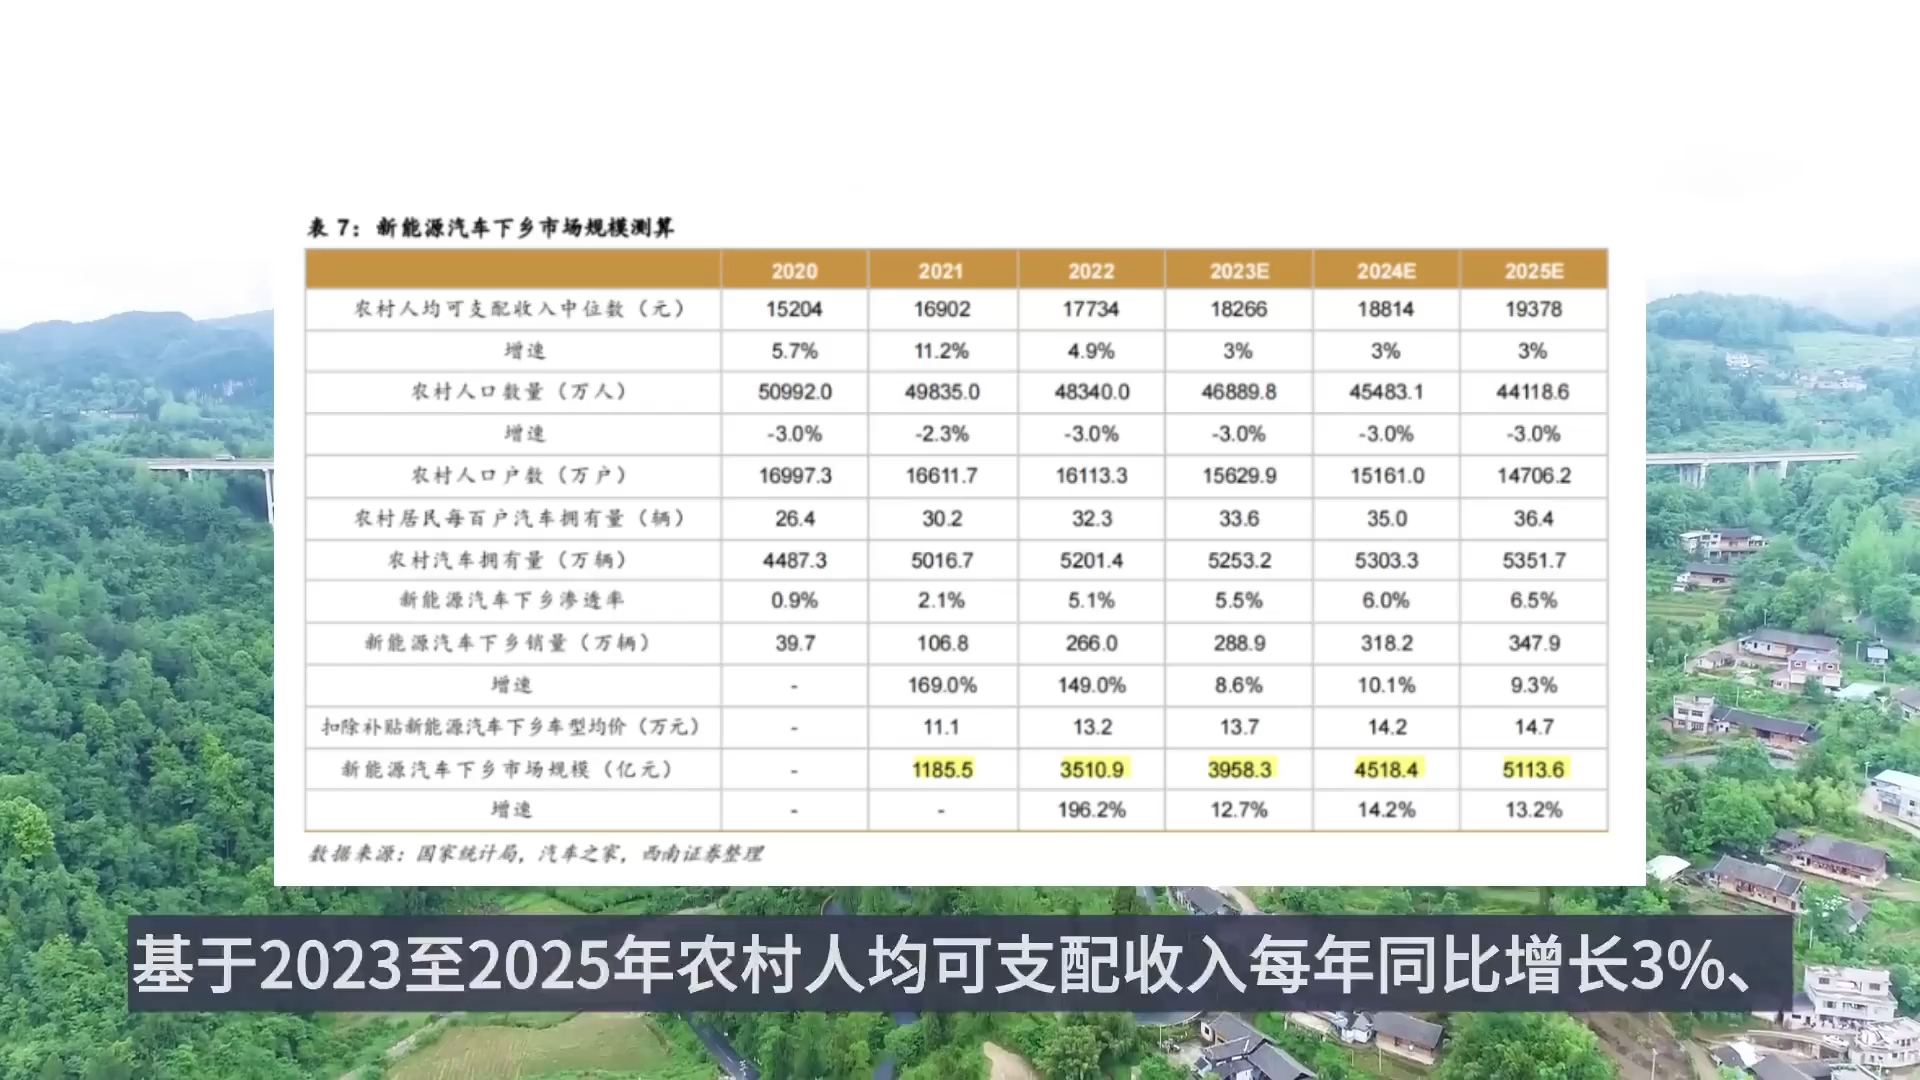 表 7：新能源汽车下乡市场规模测算
2020 2021 2022 2023E 2024E 2025E
农村人均可支配收入中位数（元） 15204 16902 17734 18266 18814 19378
增速 5.7% 11.2% 4.9% 3% 3% 3%
农村人口数量（万人） 50992.0 49835.0 48340.0 46889.8 45483.1 44118.6
增速 -3.0% -2.3% -3.0% -3.0% -3.0% -3.0%
农村人口户数（万户） 16997.3 16611.7 16113.3 15629.9 15161.0 14706.2
农村居民每百户汽车拥有量（辆） 26.4 30.2 32.3 33.6 35.0 36.4
农村汽车拥有量（万辆） 4487.3 5016.7 5201.4 5253.2 5303.3 5351.7
新能源汽车下乡渗透率 0.9% 2.1% 5.1% 5.5% 6.0% 6.5%
新能源汽车下乡销量（万辆） 39.7 106.8 266.0 288.9 318.2 347.9
增速 - 169.0% 149.0% 8.6% 10.1% 9.3%
扣除补贴新能源汽车下乡车型均价（万元） - 11.1 13.2 13.7 14.2 14.7
新能源汽车下乡市场规模（亿元） - 1185.5 3510.9 3958.3 4518.4 5113.6
增速 - - 196.2% 12.7% 14.2% 13.2%
数据来源：国家统计局，汽车之家，西南证券整理
基于2023至2025年农村人均可支配收入每年同比增长3%、